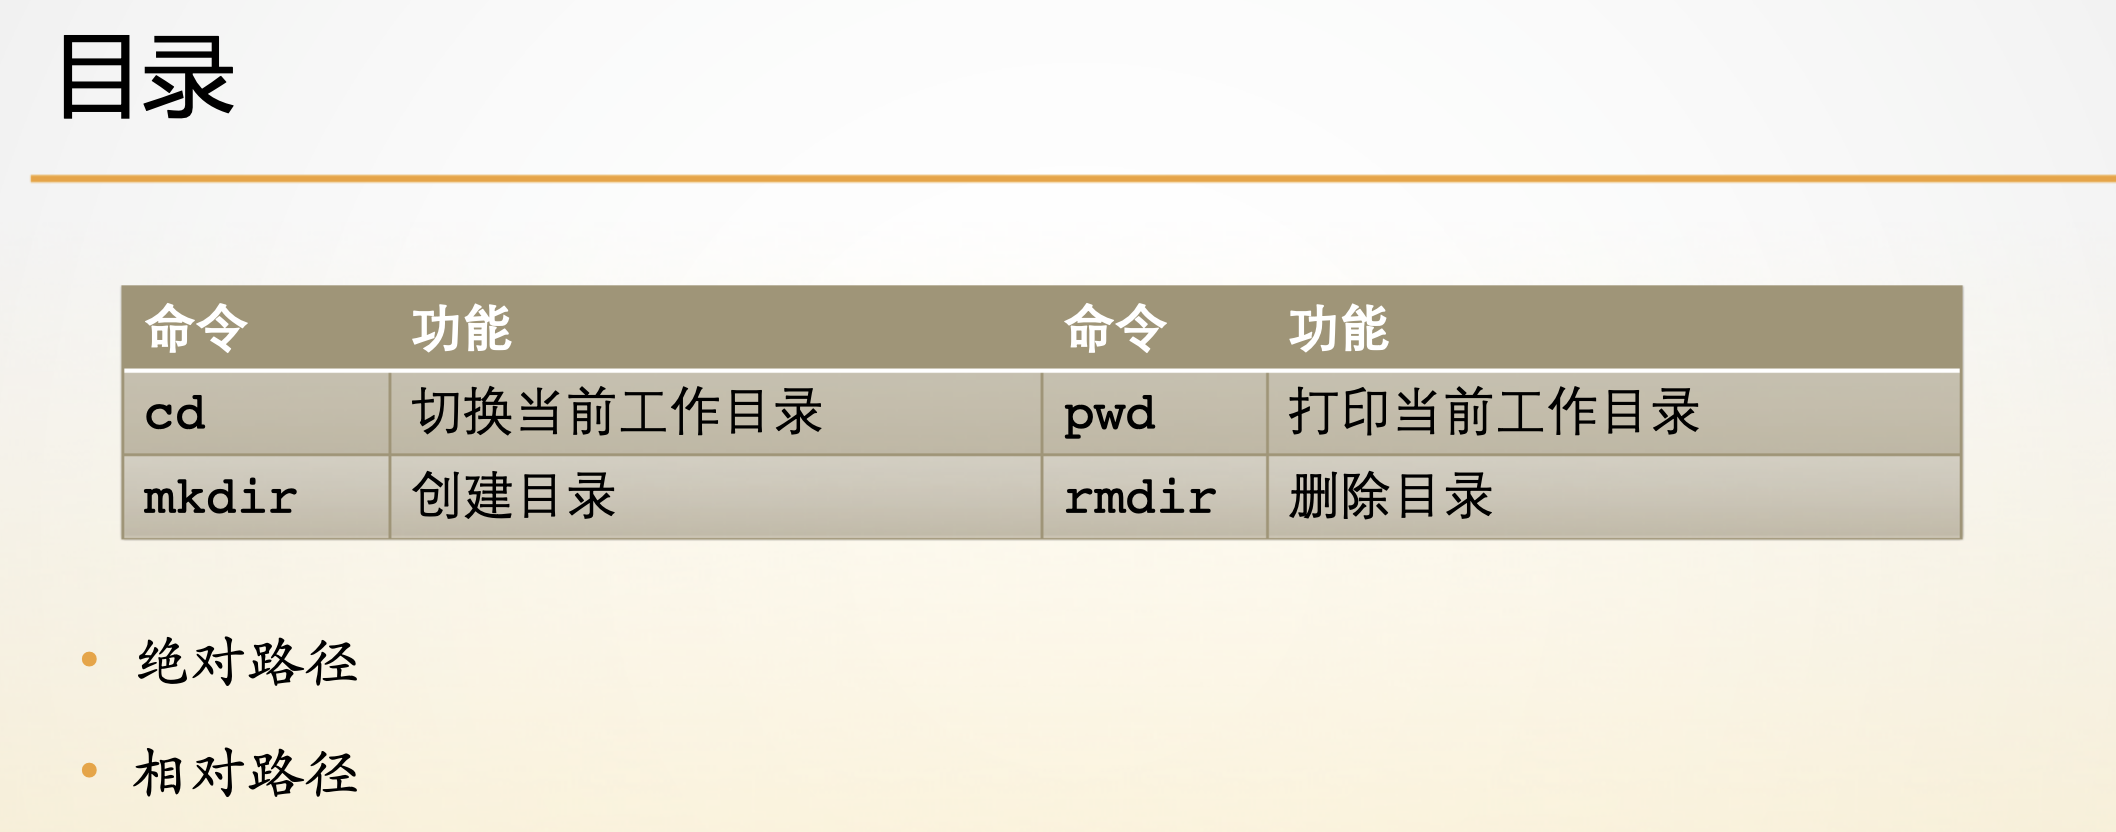 目录
命令 功能 命令 功能
cd 切换当前工作目录 pwd 打印当前工作目录
mkdir 创建目录 rmdir 删除目录
• 绝对路径
• 相对路径